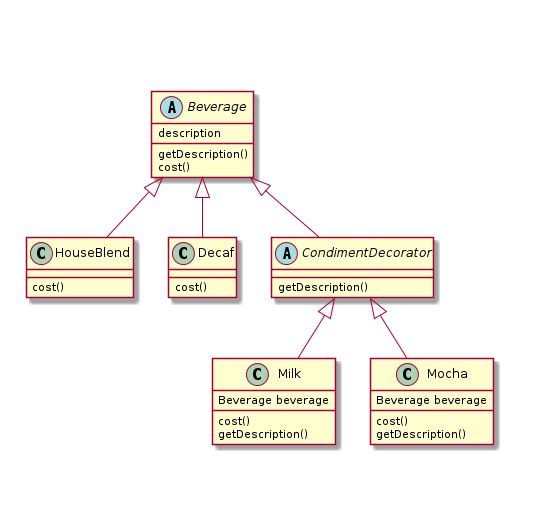 A Beverage
description
getDescription()
cost()
C HouseBlend
cost()
C Decaf
cost()
A CondimentDecorator
getDescription()
C Milk
Beverage beverage
cost()
getDescription()
C Mocha
Beverage beverage
cost()
getDescription()